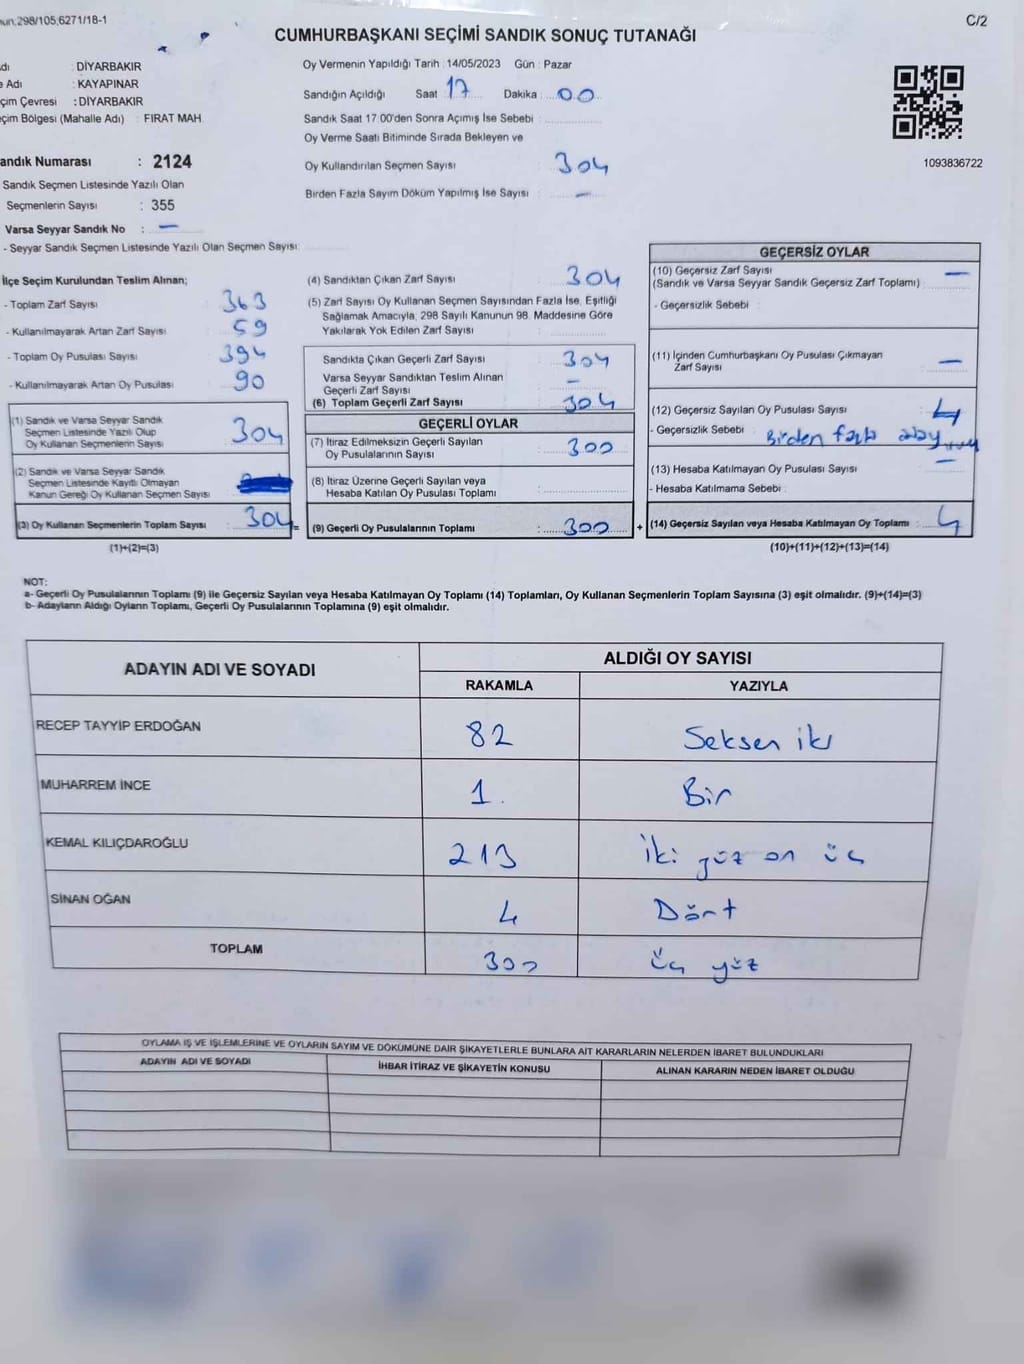 nun.298/105,6271/18-1
C/2
CUMHURBAŞKANI SEÇİMİ SANDIK SONUÇ TUTANAĞI
dı : DİYARBAKIR
e Adı : KAYAPINAR
çim Çevresi : DİYARBAKIR
çim Bölgesi (Mahalle Adı) FIRAT MAH.
andık Numarası : 2124
Sandık Seçmen Listesinde Yazılı Olan
Seçmenlerin Sayısı : 355
Varsa Seyyar Sandık No : —
- Seyyar Sandık Seçmen Listesinde Yazılı Olan Seçmen Sayısı:
Oy Vermenin Yapıldığı Tarih : 14/05/2023 Gün : Pazar
Sandığın Açıldığı Saat 17 Dakika : 00
Sandık Saat 17.00'den Sonra Açımış İse Sebebi :
Oy Verme Saati Bitiminde Sırada Bekleyen ve
Oy Kullandırılan Seçmen Sayısı : 304
Birden Fazla Sayım Döküm Yapılmış İse Sayısı : —
1093836722
İlçe Seçim Kurulundan Teslim Alınan;
- Toplam Zarf Sayısı : 363
- Kullanılmayarak Artan Zarf Sayısı : 59
- Toplam Oy Pusulası Sayısı : 394
- Kullanılmayarak Artan Oy Pusulası : 90
(1) Sandık ve Varsa Seyyar Sandık
Seçmen Listesinde Yazılı Olup
Oy Kullanan Seçmenlerin Sayısı : 304
(2) Sandık ve Varsa Seyyar Sandık
Seçmen Listesinde Kayıtlı Olmayan
Kanun Gereği Oy Kullanan Seçmen Sayısı :
(3) Oy Kullanan Seçmenlerin Toplam Sayısı : 304 =
(1)+(2)=(3)
(4) Sandıktan Çıkan Zarf Sayısı : 304
(5) Zarf Sayısı Oy Kullanan Seçmen Sayısından Fazla İse, Eşitliği
Sağlamak Amacıyla, 298 Sayılı Kanunun 98. Maddesine Göre
Yakılarak Yok Edilen Zarf Sayısı :
Sandıkta Çıkan Geçerli Zarf Sayısı : 304
Varsa Seyyar Sandıktan Teslim Alınan
Geçerli Zarf Sayısı : —
(6) Toplam Geçerli Zarf Sayısı : 304
GEÇERLİ OYLAR
(7) İtiraz Edilmeksizin Geçerli Sayılan
Oy Pusulalarının Sayısı : 300
(8) İtiraz Üzerine Geçerli Sayılan veya
Hesaba Katılan Oy Pusulası Toplamı :
(9) Geçerli Oy Pusulalarının Toplamı : 300 +
GEÇERSİZ OYLAR
(10) Geçersiz Zarf Sayısı —
(Sandık ve Varsa Seyyar Sandık Geçersiz Zarf Toplamı) :
- Geçersizlik Sebebi :
(11) İçinden Cumhurbaşkanı Oy Pusulası Çıkmayan
Zarf Sayısı : —
(12) Geçersiz Sayılan Oy Pusulası Sayısı : 4
- Geçersizlik Sebebi : Birden fazla
(13) Hesaba Katılmayan Oy Pusulası Sayısı : —
- Hesaba Katılmama Sebebi :
(14) Geçersiz Sayılan veya Hesaba Katılmayan Oy Toplamı : 4
(10)+(11)+(12)+(13)=(14)
NOT:
a- Geçerli Oy Pusulalarının Toplamı (9) ile Geçersiz Sayılan veya Hesaba Katılmayan Oy Toplamı (14) Toplamları, Oy Kullanan Seçmenlerin Toplam Sayısına (3) eşit olmalıdır. (9)+(14)=(3)
b- Adayların Aldığı Oyların Toplamı, Geçerli Oy Pusulalarının Toplamına (9) eşit olmalıdır.
ADAYIN ADI VE SOYADI
ALDIĞI OY SAYISI
RAKAMLA YAZIYLA
RECEP TAYYİP ERDOĞAN 82 Seksen iki
MUHARREM İNCE 1. Bir
KEMAL KILIÇDAROĞLU 213 İki yüz on üç
SİNAN OĞAN 4 Dört
TOPLAM 300 üç yüz
OYLAMA İŞ VE İŞLEMLERİNE VE OYLARIN SAYIM VE DÖKÜMÜNE DAİR ŞİKAYETLERLE BUNLARA AİT KARARLARIN NELERDEN İBARET BULUNDUKLARI
ADAYIN ADI VE SOYADI İHBAR İTİRAZ VE ŞİKAYETİN KONUSU ALINAN KARARIN NEDEN İBARET OLDUĞU